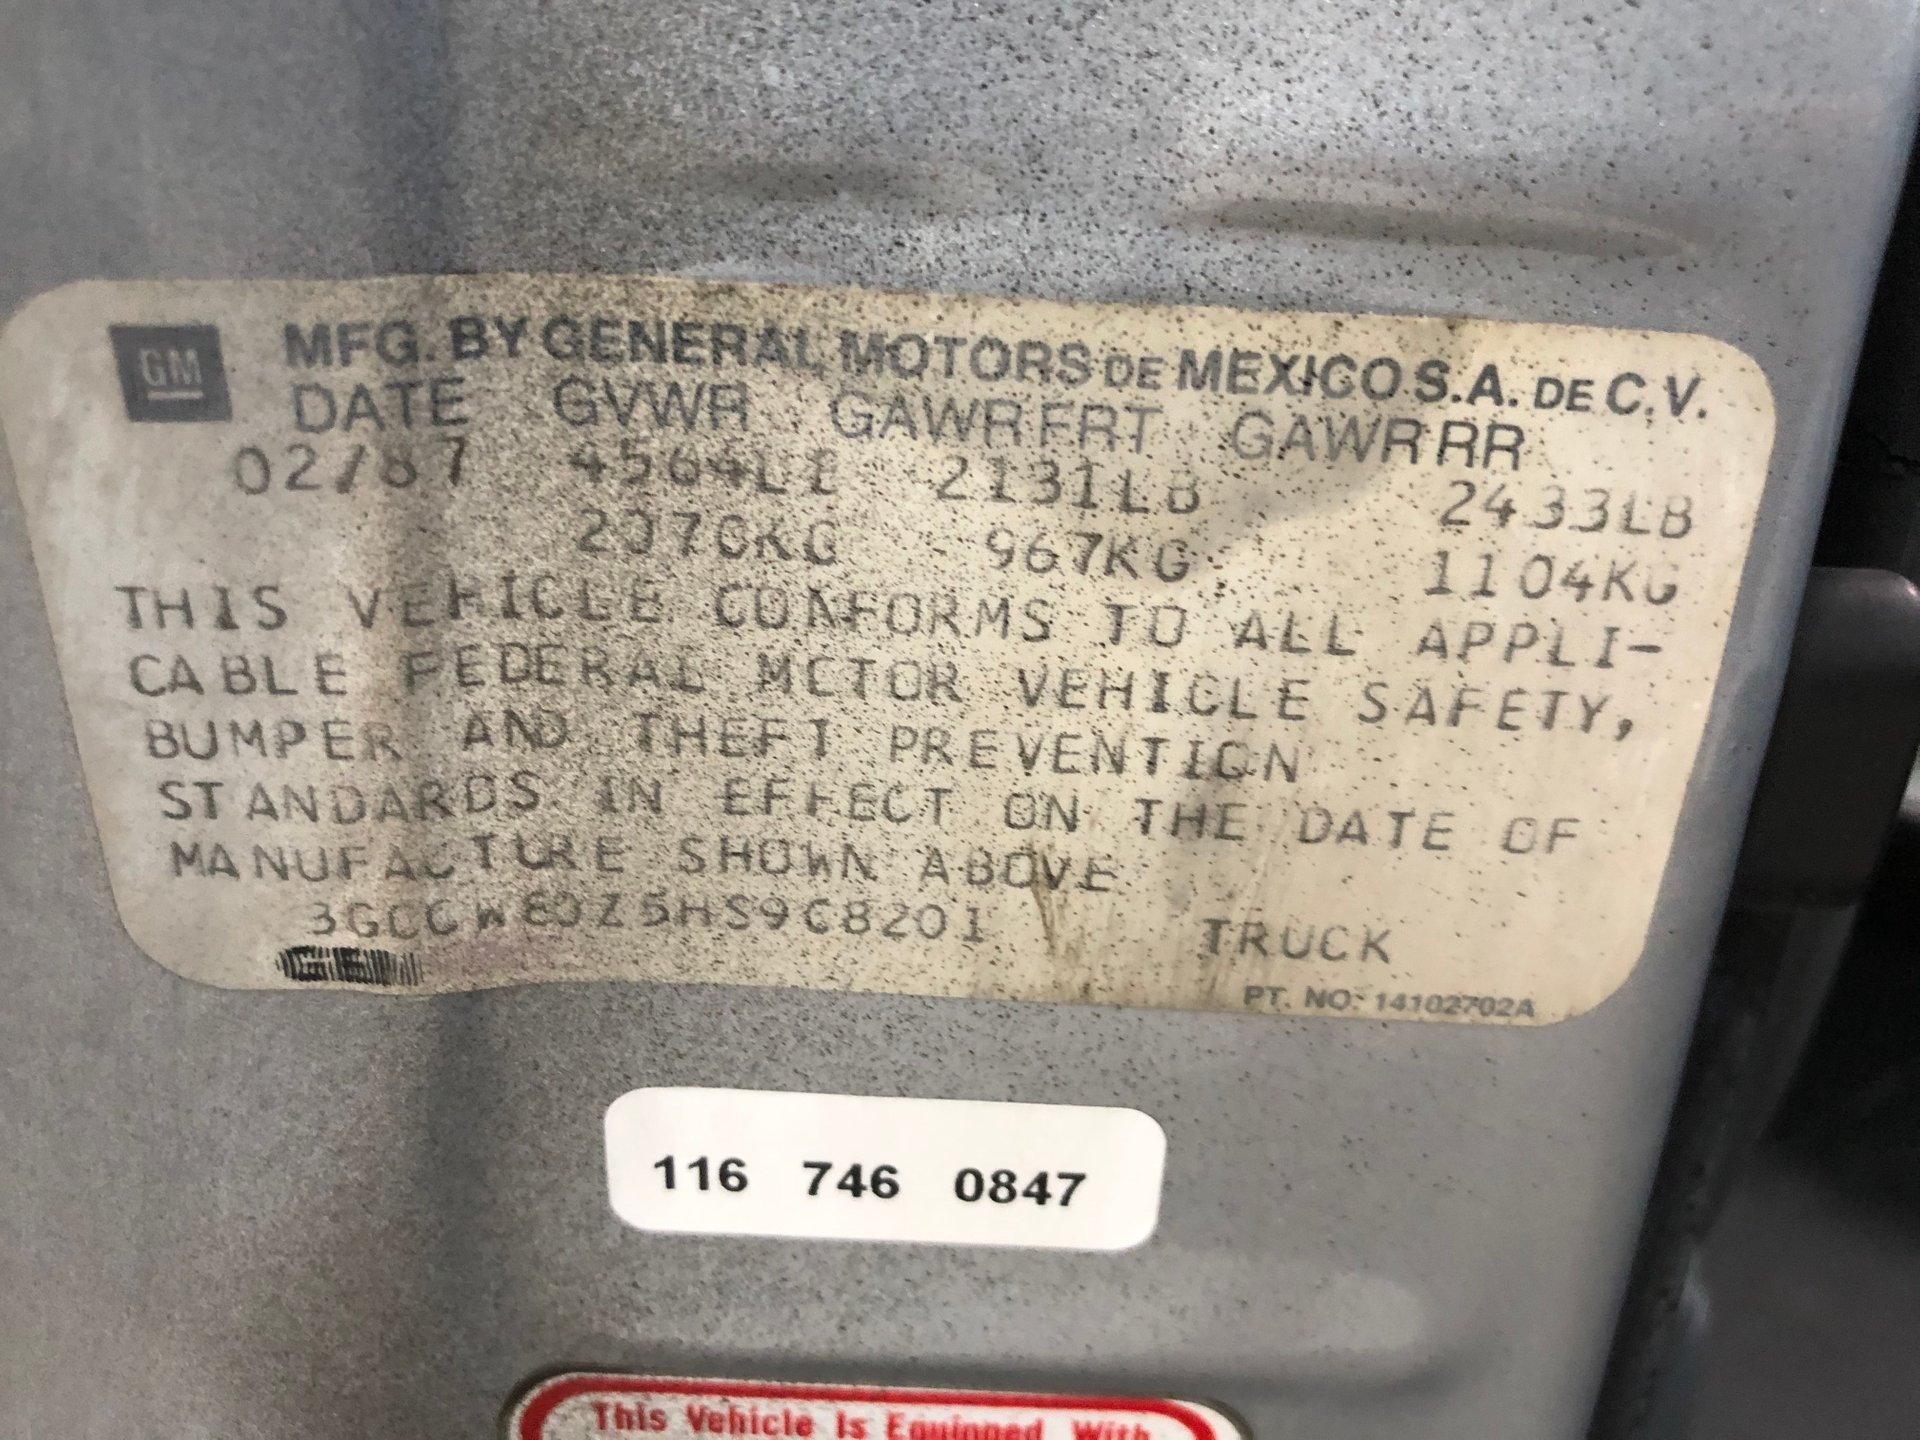 GM
MFG. BY GENERAL MOTORS DE MEXICO S.A. DE C.V.
DATE GVWR GAWR FRT GAWR RR
02/87 4564LB 2131LB 2433LB
2070KG 967KG 1104KG
THIS VEHICLE CONFORMS TO ALL APPLI-
CABLE FEDERAL MOTOR VEHICLE SAFETY,
BUMPER AND THEFT PREVENTION
STANDARDS IN EFFECT ON THE DATE OF
MANUFACTURE SHOWN ABOVE
3GCCW80Z5HS908201 TRUCK
PT. NO. 14102702A
116 746 0847
This Vehicle Is Equipped With